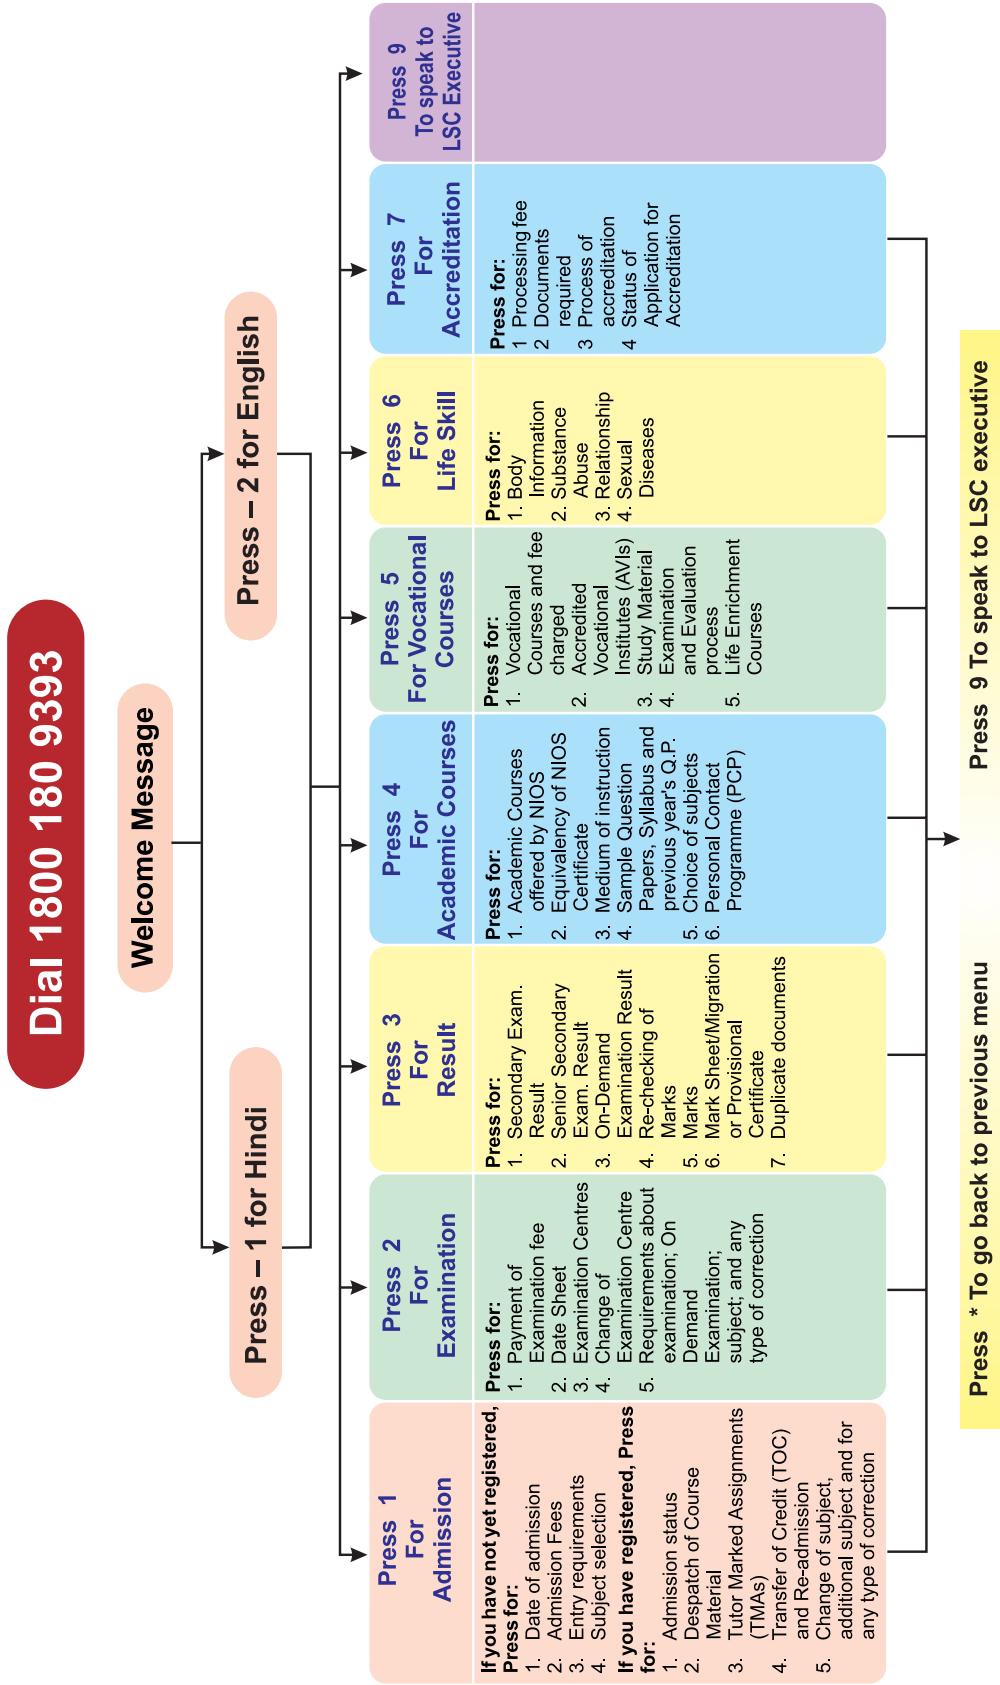 Dial 1800 180 9393
Welcome Message
Press – 1 for Hindi
Press – 2 for English
Press 1
For
Admission
If you have not yet registered,
Press for:
1. Date of admission
2. Admission Fees
3. Entry requirements
4. Subject selection
If you have registered, Press
for:
1. Admission status
2. Despatch of Course
Material
3. Tutor Marked Assignments
(TMAs)
4. Transfer of Credit (TOC)
and Re-admission
5. Change of subject,
additional subject and for
any type of correction
Press 2
For
Examination
Press for:
1. Payment of
Examination fee
2. Date Sheet
3. Examination Centres
4. Change of
Examination Centre
5. Requirements about
examination; On
Demand
Examination;
subject; and any
type of correction
Press 3
For
Result
Press for:
1. Secondary Exam.
Result
2. Senior Secondary
Exam. Result
3. On-Demand
Examination Result
4. Re-checking of
Marks
5. Marks
6. Mark Sheet/Migration
or Provisional
Certificate
7. Duplicate documents
Press 4
For
Academic Courses
Press for:
1. Academic Courses
offered by NIOS
2. Equivalency of NIOS
Certificate
3. Medium of instruction
4. Sample Question
Papers, Syllabus and
previous year's Q.P.
5. Choice of subjects
6. Personal Contact
Programme (PCP)
Press 5
For Vocational
Courses
Press for:
1. Vocational
Courses and fee
charged
2. Accredited
Vocational
Institutes (AVIs)
3. Study Material
4. Examination
and Evaluation
process
5. Life Enrichment
Courses
Press 6
For
Life Skill
Press for:
1. Body
Information
2. Substance
Abuse
3. Relationship
4. Sexual
Diseases
Press 7
For
Accreditation
Press for:
1 Processing fee
2 Documents
required
3 Process of
accreditation
4 Status of
Application for
Accreditation
Press 9
To speak to
LSC Executive
Press * To go back to previous menu
Press 9 To speak to LSC executive